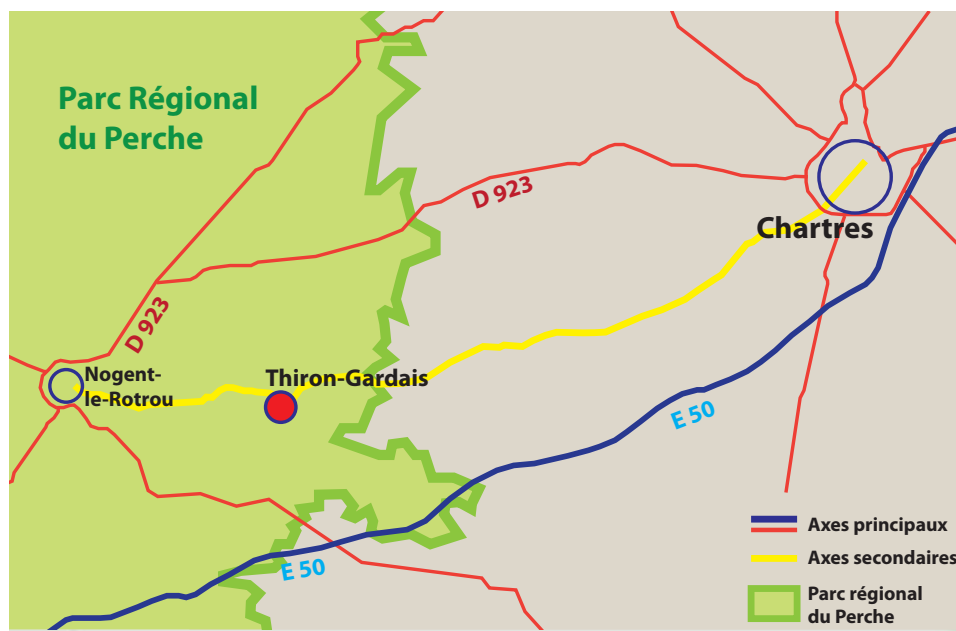 Parc Régional
du Perche
D 923
Chartres
D 923
Nogent-
le-Rotrou
Thiron-Gardais
E 50
E 50
Axes principaux
Axes secondaires
Parc régional
du Perche